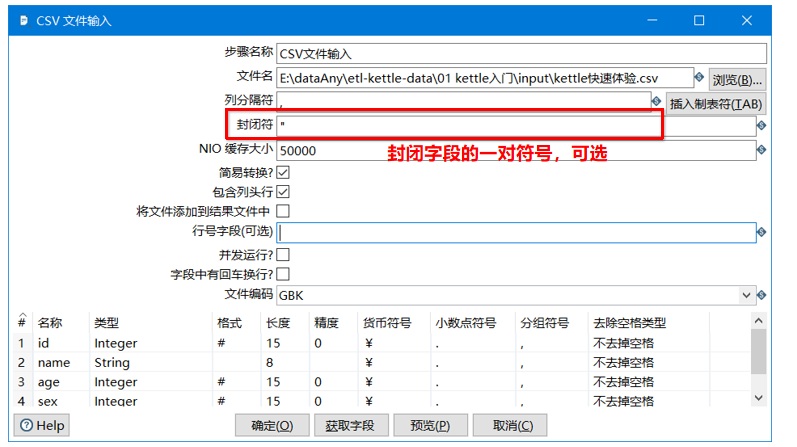 CSV 文件输入
步骤名称 CSV文件输入
文件名 E:\dataAny\etl-kettle-data\01 kettle入门\input\kettle快速体验.csv 浏览(B)...
列分隔符 , 插入制表符(TAB)
封闭符 "
NIO 缓存大小 50000 封闭字段的一对符号，可选
简易转换?
包含列头行
将文件添加到结果文件中
行号字段(可选)
并发运行?
字段中有回车换行?
文件编码 GBK
# 名称 类型 格式 长度 精度 货币符号 小数点符号 分组符号 去除空格类型
1 id Integer # 15 0 ¥ . , 不去掉空格
2 name String 8 ¥ . , 不去掉空格
3 age Integer # 15 0 ¥ . , 不去掉空格
4 sex Integer # 15 0 ¥ . , 不去掉空格
Help 确定(O) 获取字段 预览(P) 取消(C)